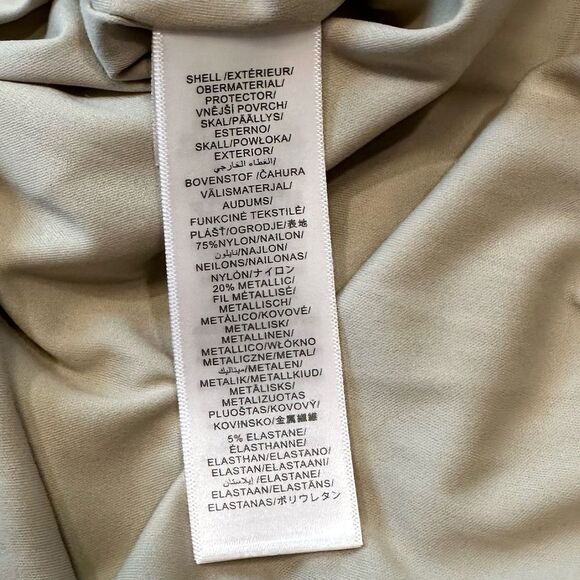 SHELL /EXTÉRIEUR/
OBERMATERIAL/
PROTECTOR/
VNĚJŠÍ POVRCH/
SKAL/PÄÄLLYS/
ESTERNO/
SKALL/POWŁOKA/
EXTERIOR/
الغطاء الخارجي/
BOVENSTOF /ČAHURA
VÄLISMATERJAL/
AUDUMS/
FUNKCINĖ TEKSTILĖ/
PLÁŠŤ/OGRODJE/表地
75%NYLON/NAILON/
نايلون/NAJLON/
NEILONS/NAILONAS/
NYLÓN/ナイロン
20% METALLIC/
FIL MÉTALLISÉ/
METALLISCH/
METÁLICO/KOVOVÉ/
METALLISK/
METALLINEN/
METALLICO/WŁÓKNO
METALICZNE/METAL/
ميتاليك/METALEN/
METALIK/METALLKIUD/
METĀLISKS/
METALIZUOTAS
PLUOŠTAS/KOVOVÝ/
KOVINSKO/金属繊維
5% ELASTANE/
ÉLASTHANNE/
ELASTHAN/ELASTANO/
ELASTAN/ELASTAANI/
إيلاستان/ELASTANE/
ELASTAAN/ELASTĀNS/
ELASTANAS/ポリウレタン